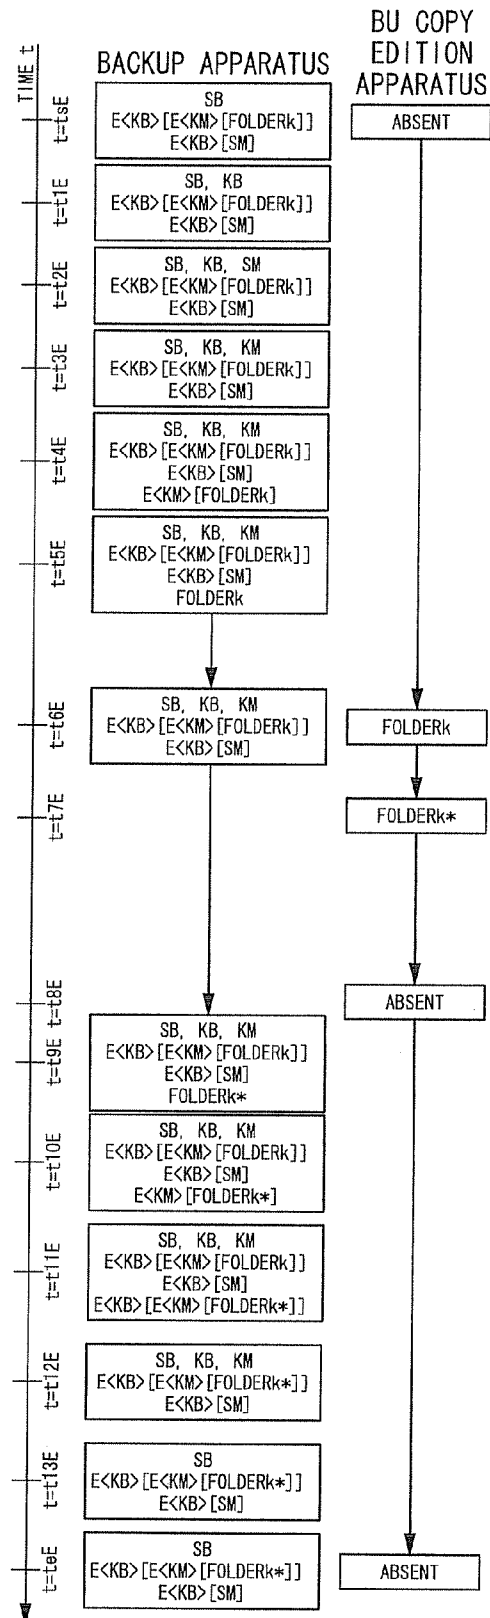 TIME t
BACKUP APPARATUS
BU COPY
EDITION
APPARATUS
t=tsE
SB
E<KB>[E<KM>[FOLDERk]]
E<KB>[SM]
ABSENT
t=t1E
SB, KB
E<KB>[E<KM>[FOLDERk]]
E<KB>[SM]
t=t2E
SB, KB, SM
E<KB>[E<KM>[FOLDERk]]
E<KB>[SM]
t=t3E
SB, KB, KM
E<KB>[E<KM>[FOLDERk]]
E<KB>[SM]
t=t4E
SB, KB, KM
E<KB>[E<KM>[FOLDERk]]
E<KB>[SM]
E<KM>[FOLDERk]
t=t5E
SB, KB, KM
E<KB>[E<KM>[FOLDERk]]
E<KB>[SM]
FOLDERk
t=t6E
SB, KB, KM
E<KB>[E<KM>[FOLDERk]]
E<KB>[SM]
FOLDERk
t=t7E
FOLDERk*
t=t8E
ABSENT
t=t9E
SB, KB, KM
E<KB>[E<KM>[FOLDERk]]
E<KB>[SM]
FOLDERk*
t=t10E
SB, KB, KM
E<KB>[E<KM>[FOLDERk]]
E<KB>[SM]
E<KM>[FOLDERk*]
t=t11E
SB, KB, KM
E<KB>[E<KM>[FOLDERk]]
E<KB>[SM]
E<KB>[E<KM>[FOLDERk*]]
t=t12E
SB, KB, KM
E<KB>[E<KM>[FOLDERk*]]
E<KB>[SM]
t=t13E
SB
E<KB>[E<KM>[FOLDERk*]]
E<KB>[SM]
t=teE
SB
E<KB>[E<KM>[FOLDERk*]]
E<KB>[SM]
ABSENT